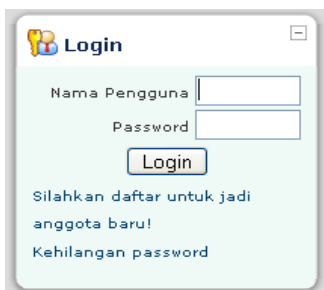 Login
Nama Pengguna
Password
Login
Silahkan daftar untuk jadi
anggota baru!
Kehilangan password